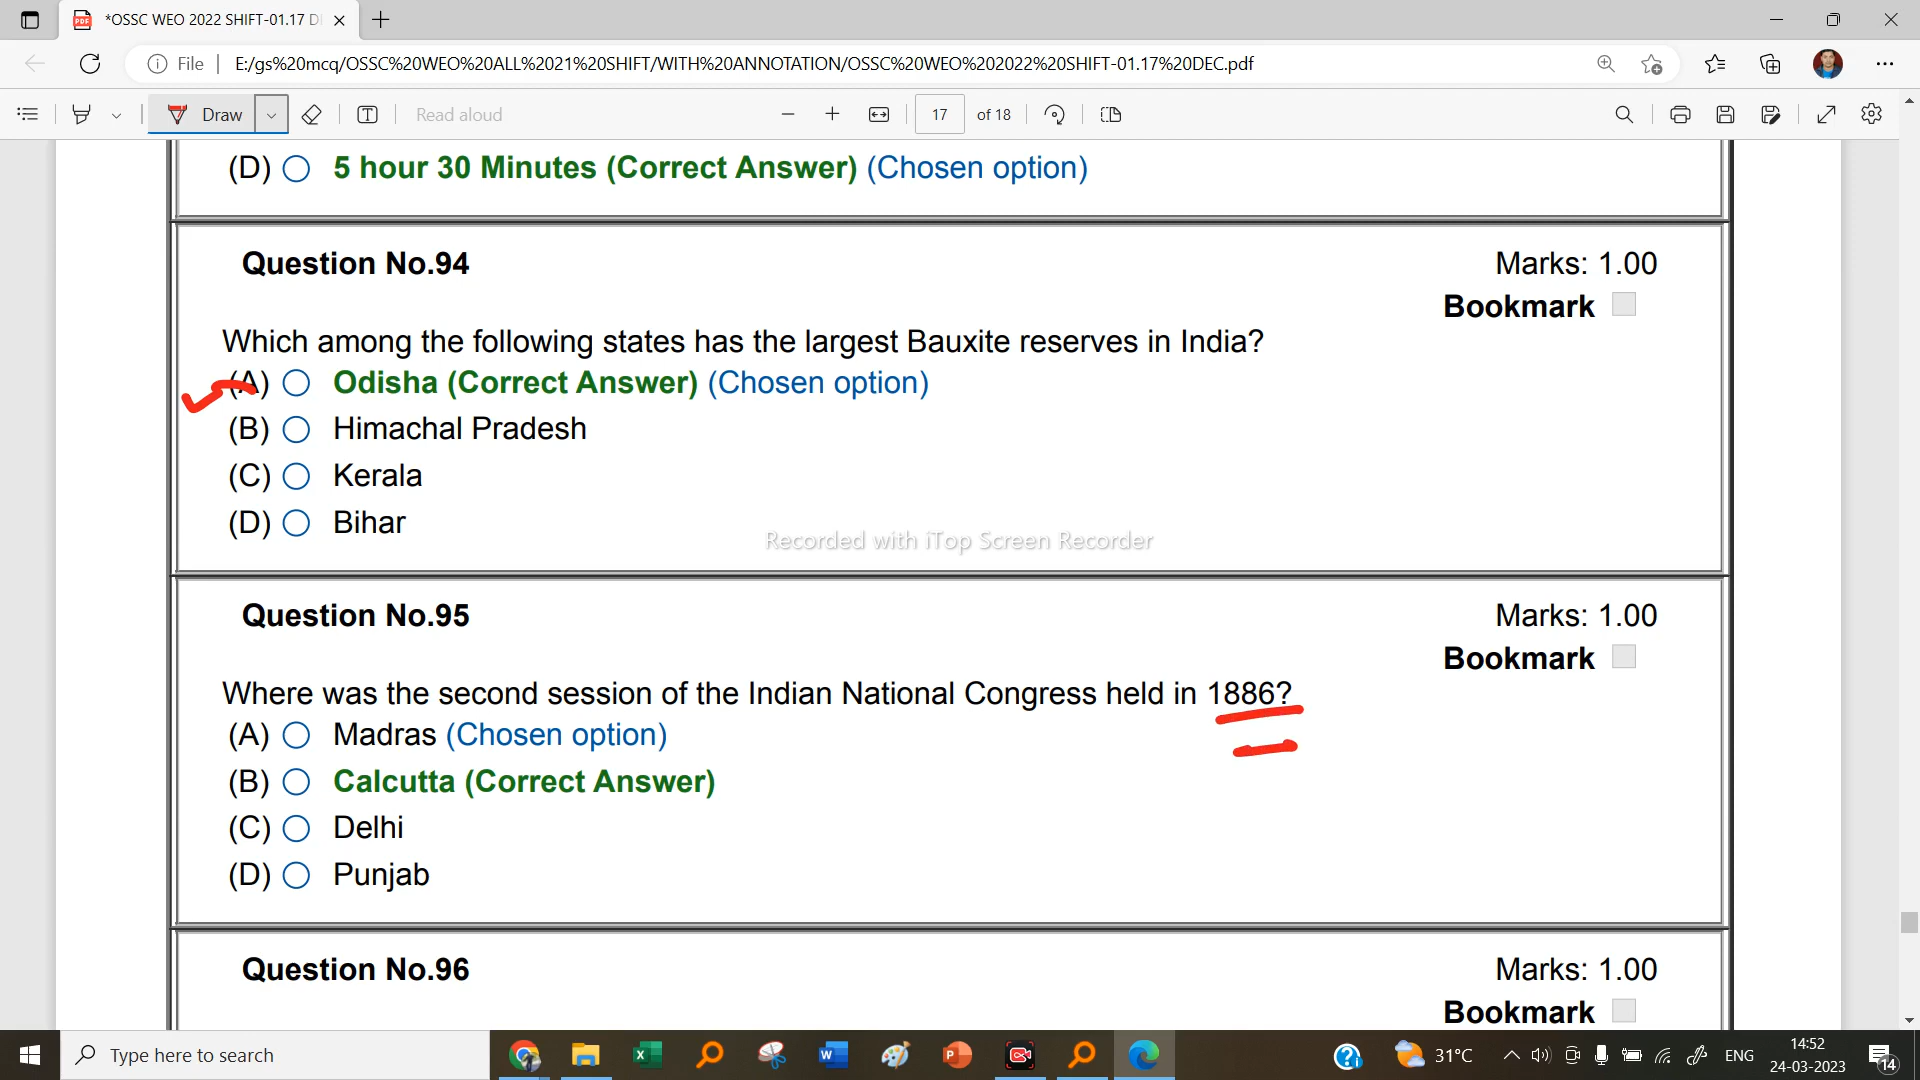 *OSSC WEO 2022 SHIFT-01.17 D
File
E:/gs%20mcq/OSSC%20WEO%20ALL%2021%20SHIFT/WITH%20ANNOTATION/OSSC%20WEO%202022%20SHIFT-01.17%20DEC.pdf
Draw
Read aloud
17 of 18
(D) 5 hour 30 Minutes (Correct Answer) (Chosen option)
Question No.94 Marks: 1.00
Bookmark
Which among the following states has the largest Bauxite reserves in India?
(A) Odisha (Correct Answer) (Chosen option)
(B) Himachal Pradesh
(C) Kerala
(D) Bihar
Recorded with iTop Screen Recorder
Question No.95 Marks: 1.00
Bookmark
Where was the second session of the Indian National Congress held in 1886?
(A) Madras (Chosen option)
(B) Calcutta (Correct Answer)
(C) Delhi
(D) Punjab
Question No.96 Marks: 1.00
Bookmark
Type here to search
31°C
ENG
14:52
24-03-2023
14